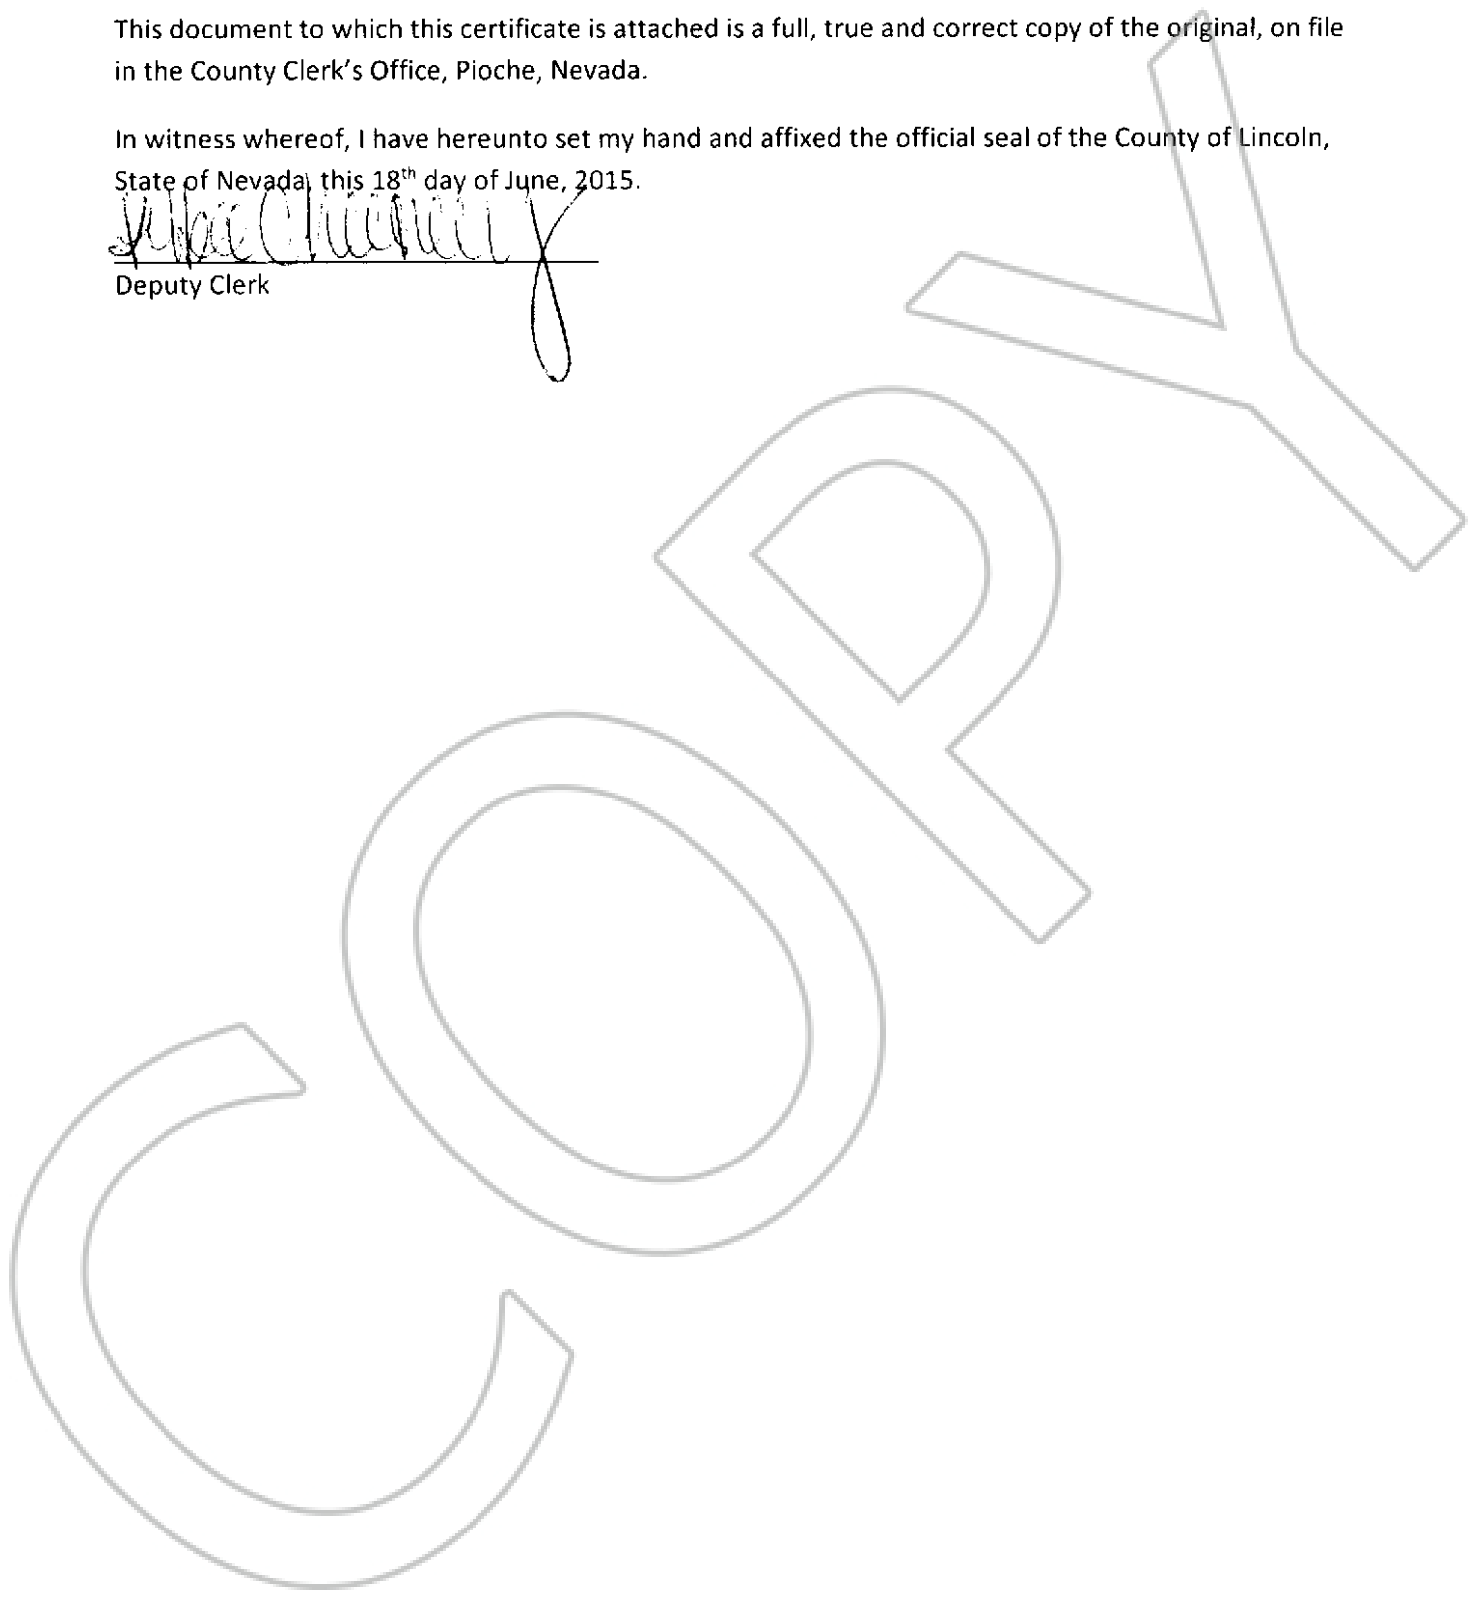 This document to which this certificate is attached is a full, true and correct copy of the original, on file
in the County Clerk's Office, Pioche, Nevada.
In witness whereof, I have hereunto set my hand and affixed the official seal of the County of Lincoln,
State of Nevada, this 18th day of June, 2015.
Deputy Clerk
COPY